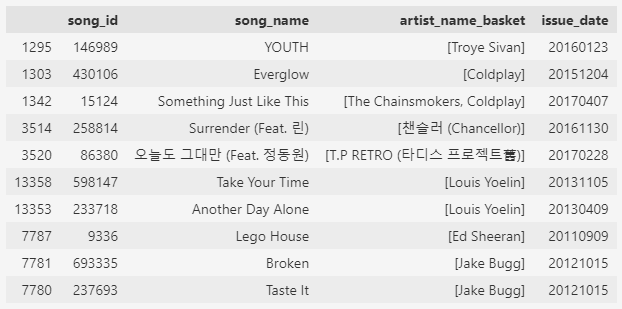 song_id song_name artist_name_basket issue_date
1295 146989 YOUTH [Troye Sivan] 20160123
1303 430106 Everglow [Coldplay] 20151204
1342 15124 Something Just Like This [The Chainsmokers, Coldplay] 20170407
3514 258814 Surrender (Feat. 린) [챈슬러 (Chancellor)] 20161130
3520 86380 오늘도 그대만 (Feat. 정동원) [T.P RETRO (타디스 프로젝트舊)] 20170228
13358 598147 Take Your Time [Louis Yoelin] 20131105
13353 233718 Another Day Alone [Louis Yoelin] 20130409
7787 9336 Lego House [Ed Sheeran] 20110909
7781 693335 Broken [Jake Bugg] 20121015
7780 237693 Taste It [Jake Bugg] 20121015